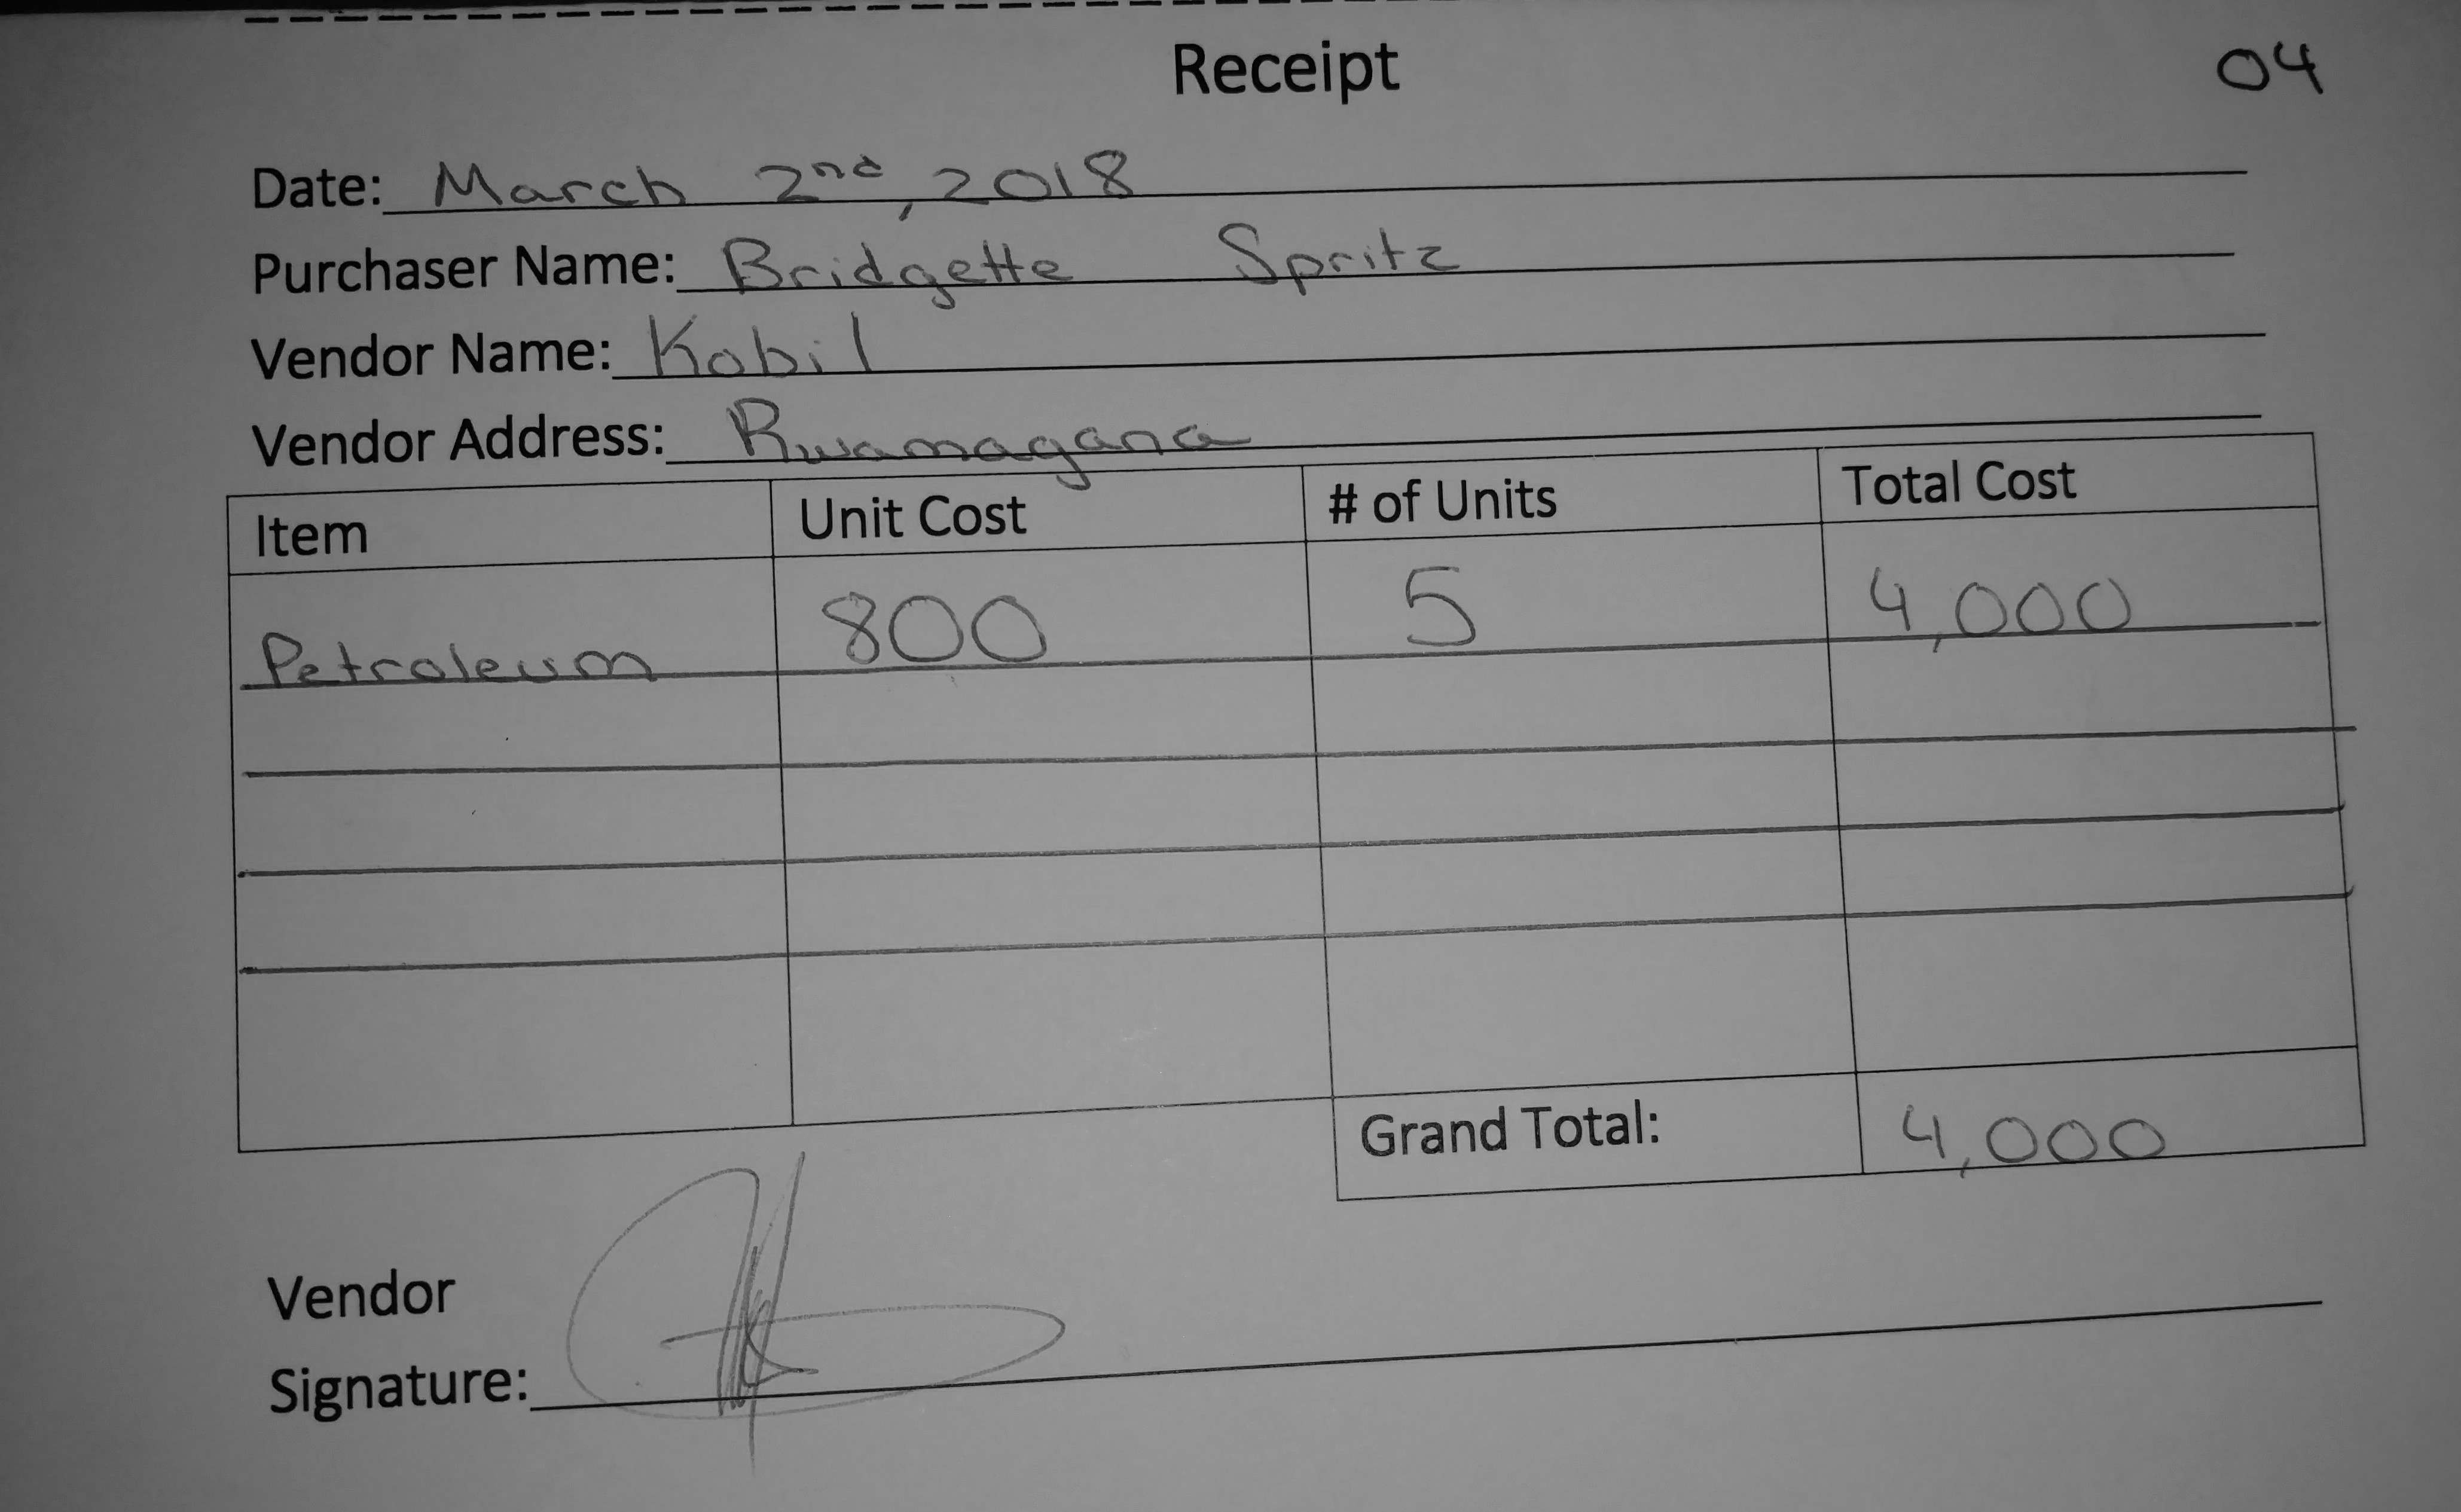 Receipt 04
Date: March 2nd, 2018
Purchaser Name: Bridgette Spritz
Vendor Name: Kobil
Vendor Address: Rwamagana
Item Unit Cost # of Units Total Cost
Petroleum 800 5 4,000
Grand Total: 4,000
Vendor
Signature: